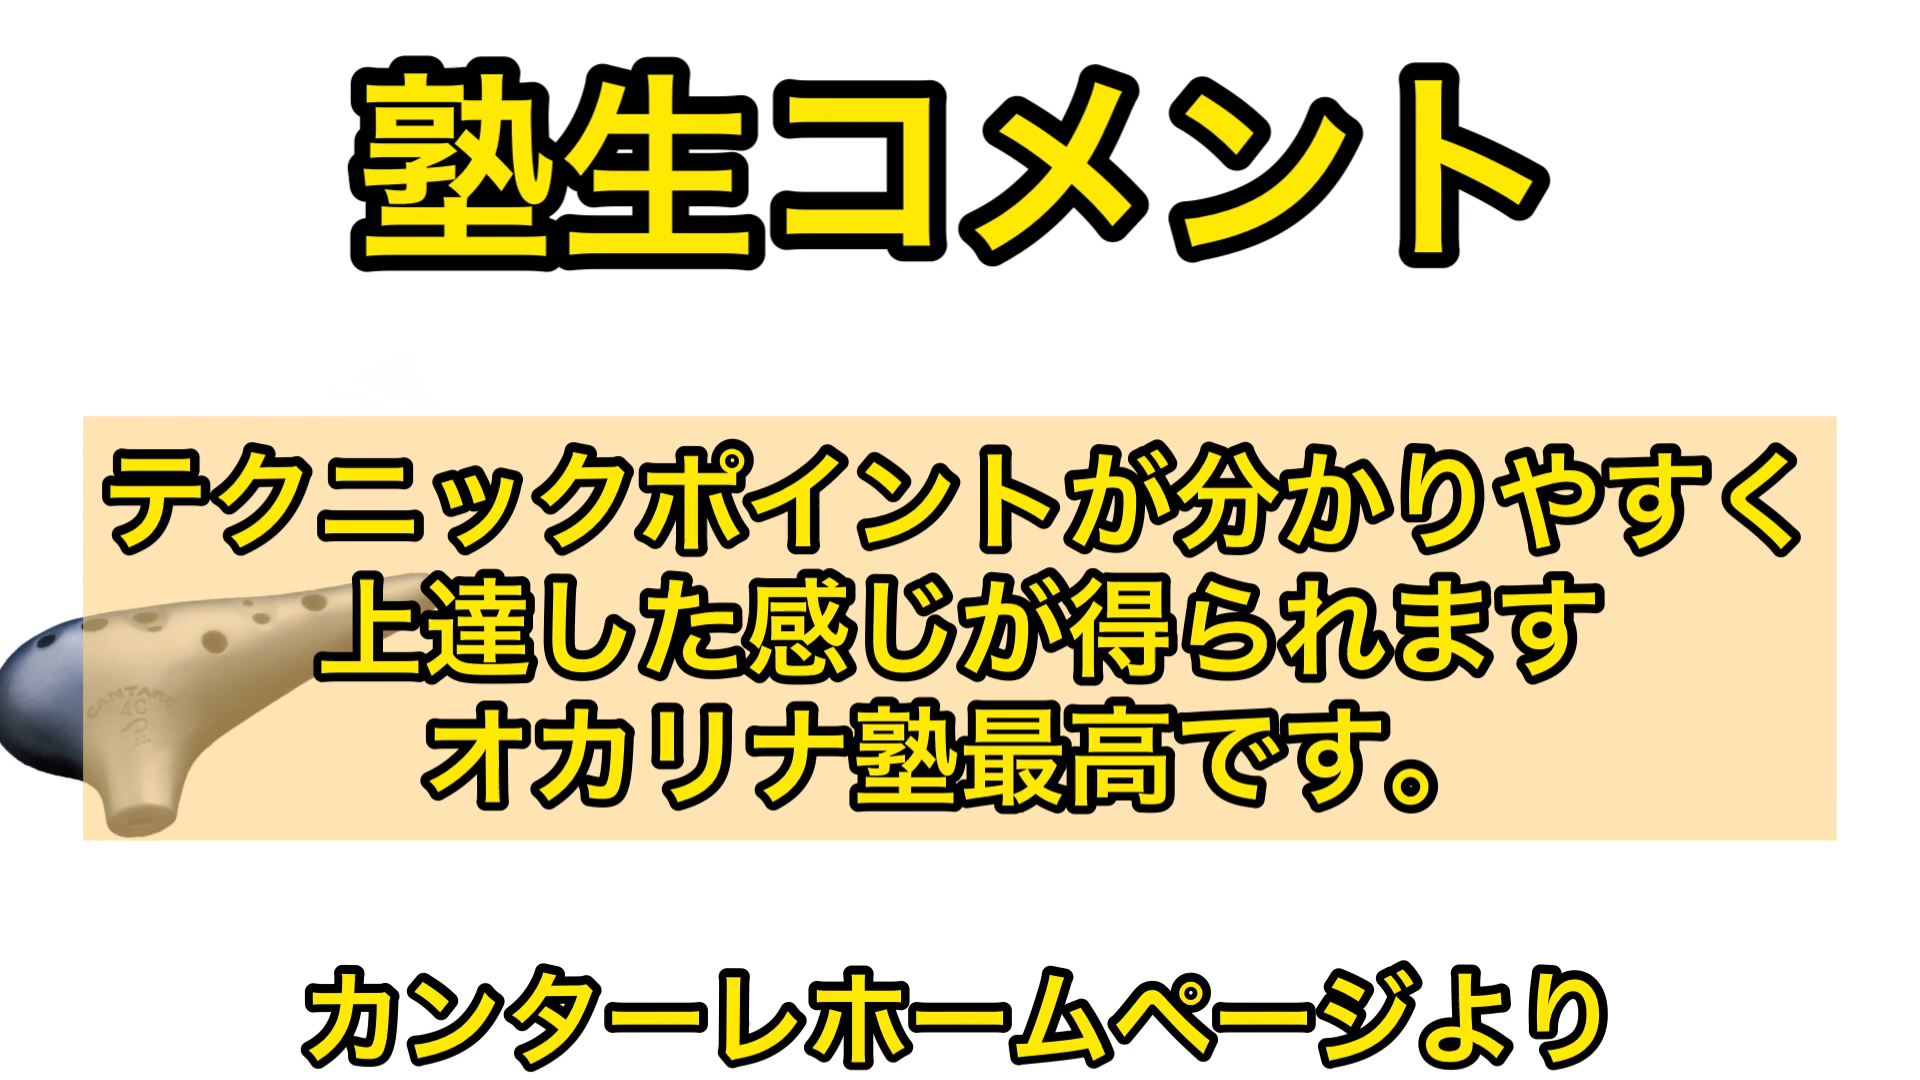 塾生コメント
テクニックポイントが分かりやすく
上達した感じが得られます
オカリナ塾最高です。
CANTARE
4C
カンターレホームページより